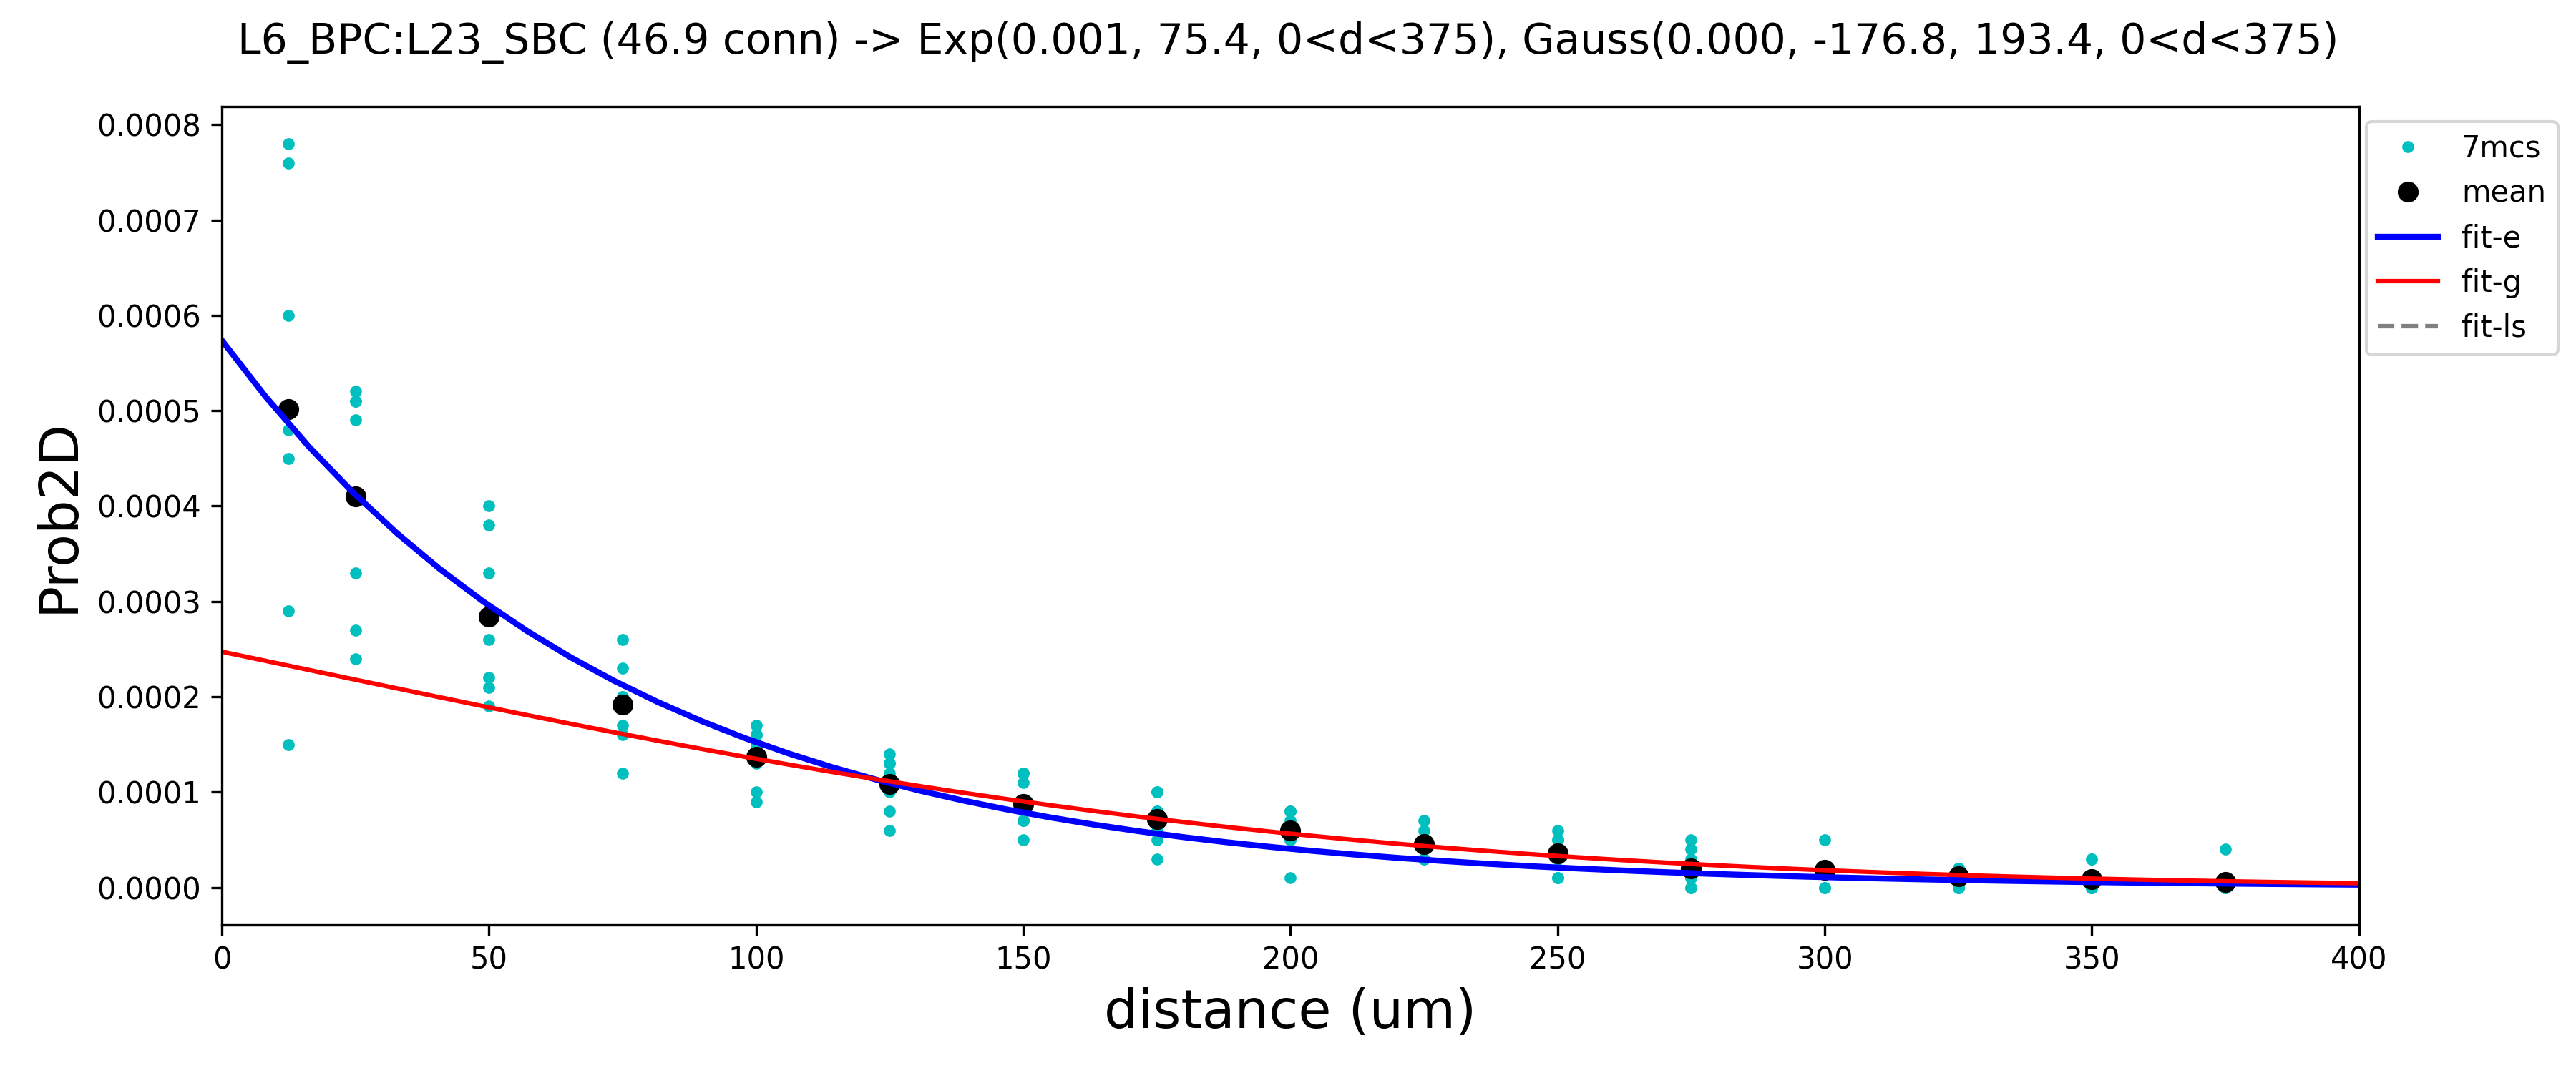 L6_BPC:L23_SBC (46.9 conn) -> Exp(0.001, 75.4, 0<d<375), Gauss(0.000, -176.8, 193.4, 0<d<375)
0.0008
0.0007
0.0006
0.0005
0.0004
0.0003
0.0002
0.0001
0.0000
Prob2D
0 50 100 150 200 250 300 350 400
distance (um)
7mcs
mean
fit-e
fit-g
fit-ls